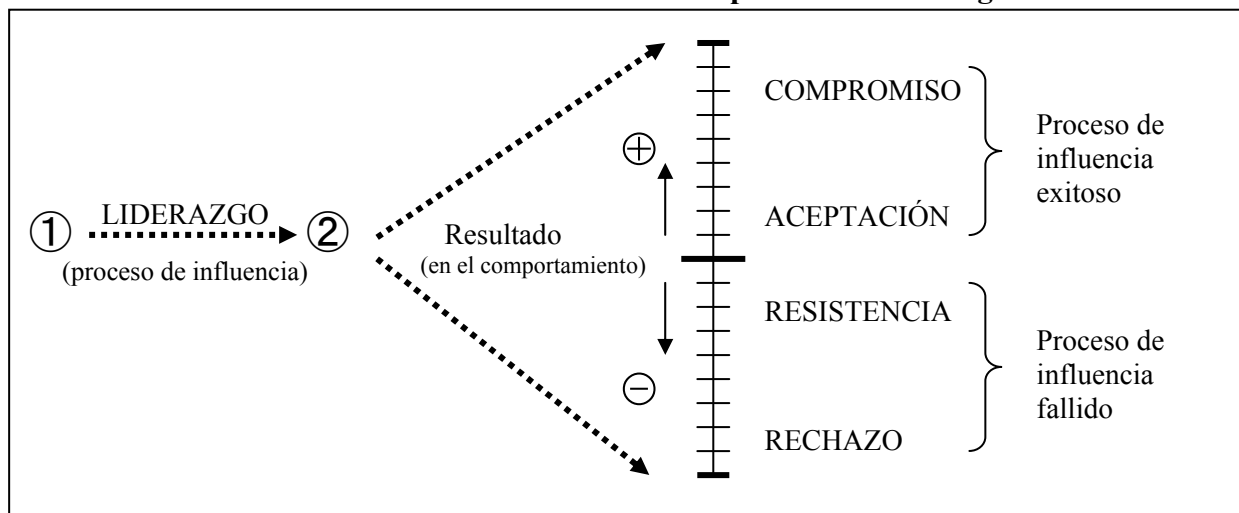 COMPROMISO
Proceso de
influencia
exitoso
+
LIDERAZGO
ACEPTACIÓN
① ②
Resultado
(proceso de influencia)
(en el comportamiento)
RESISTENCIA
Proceso de
influencia
fallido
−
RECHAZO